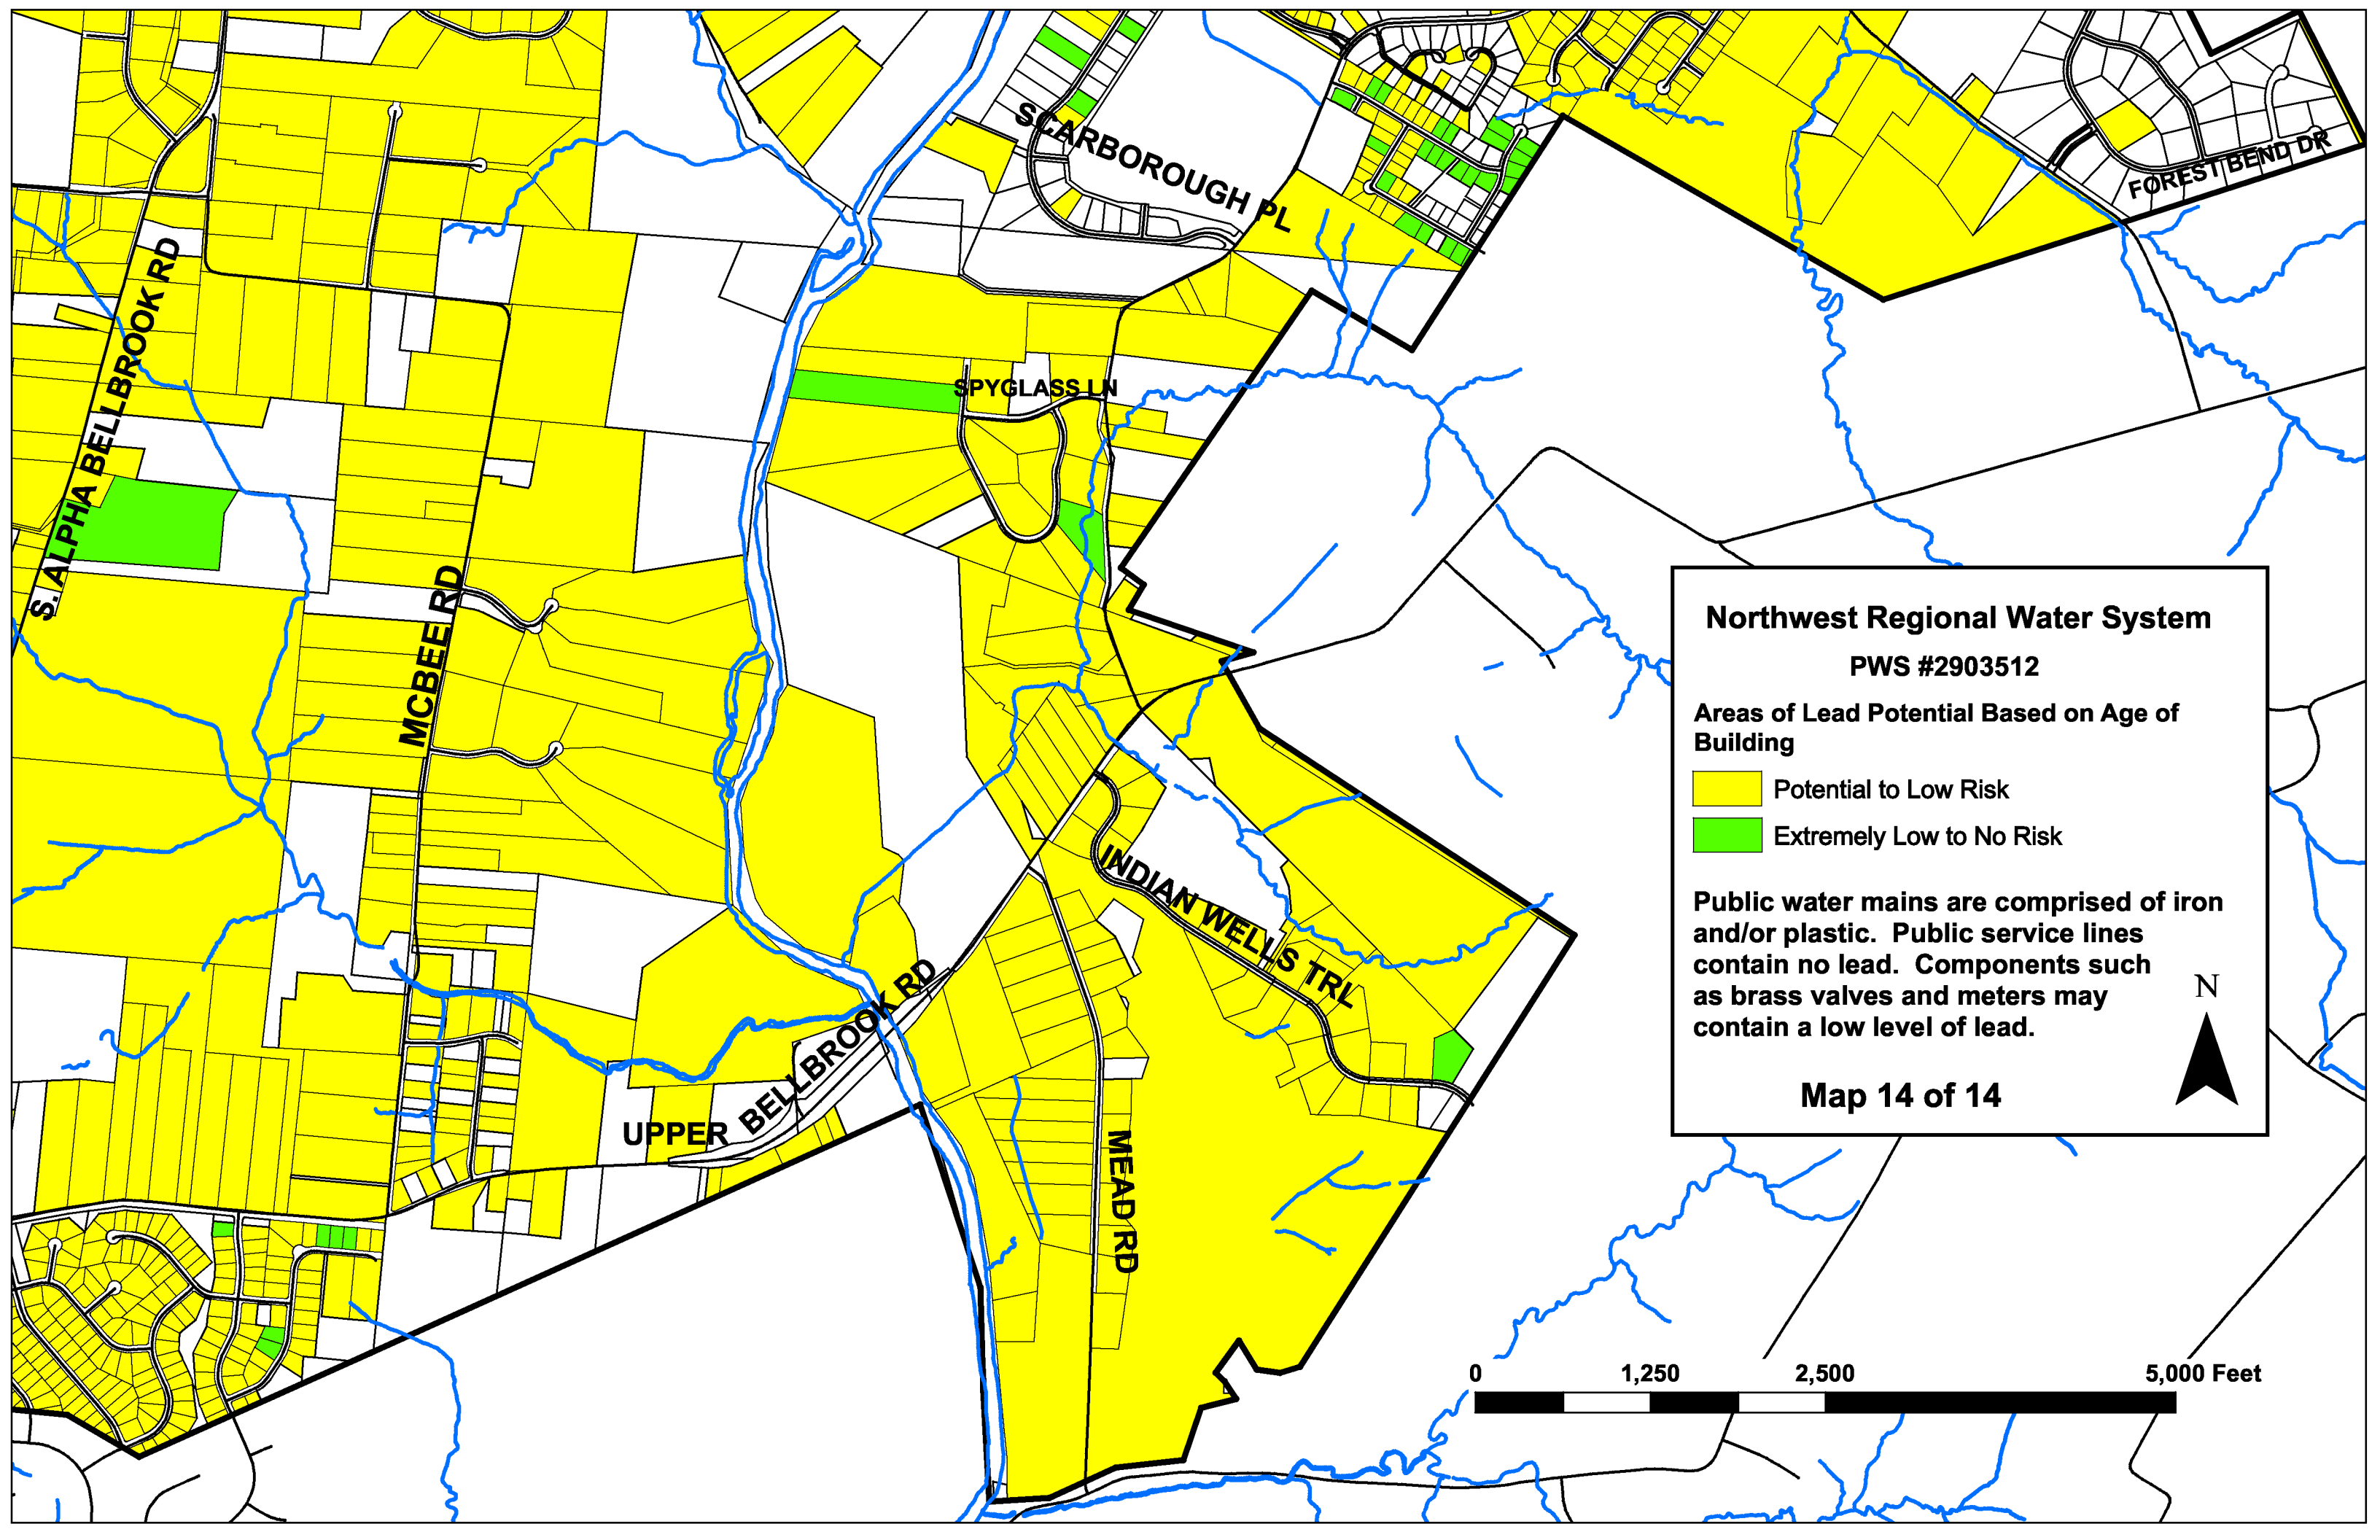 SCARBOROUGH PL
FOREST BEND DR
S. ALPHA BELLBROOK RD
SPYGLASS LN
MCBEE RD
INDIAN WELLS TRL
UPPER BELLBROOK RD
MEAD RD
Northwest Regional Water System
PWS #2903512
Areas of Lead Potential Based on Age of
Building
Potential to Low Risk
Extremely Low to No Risk
Public water mains are comprised of iron
and/or plastic.  Public service lines
contain no lead.  Components such
as brass valves and meters may
contain a low level of lead.
N
Map 14 of 14
0 1,250 2,500 5,000 Feet